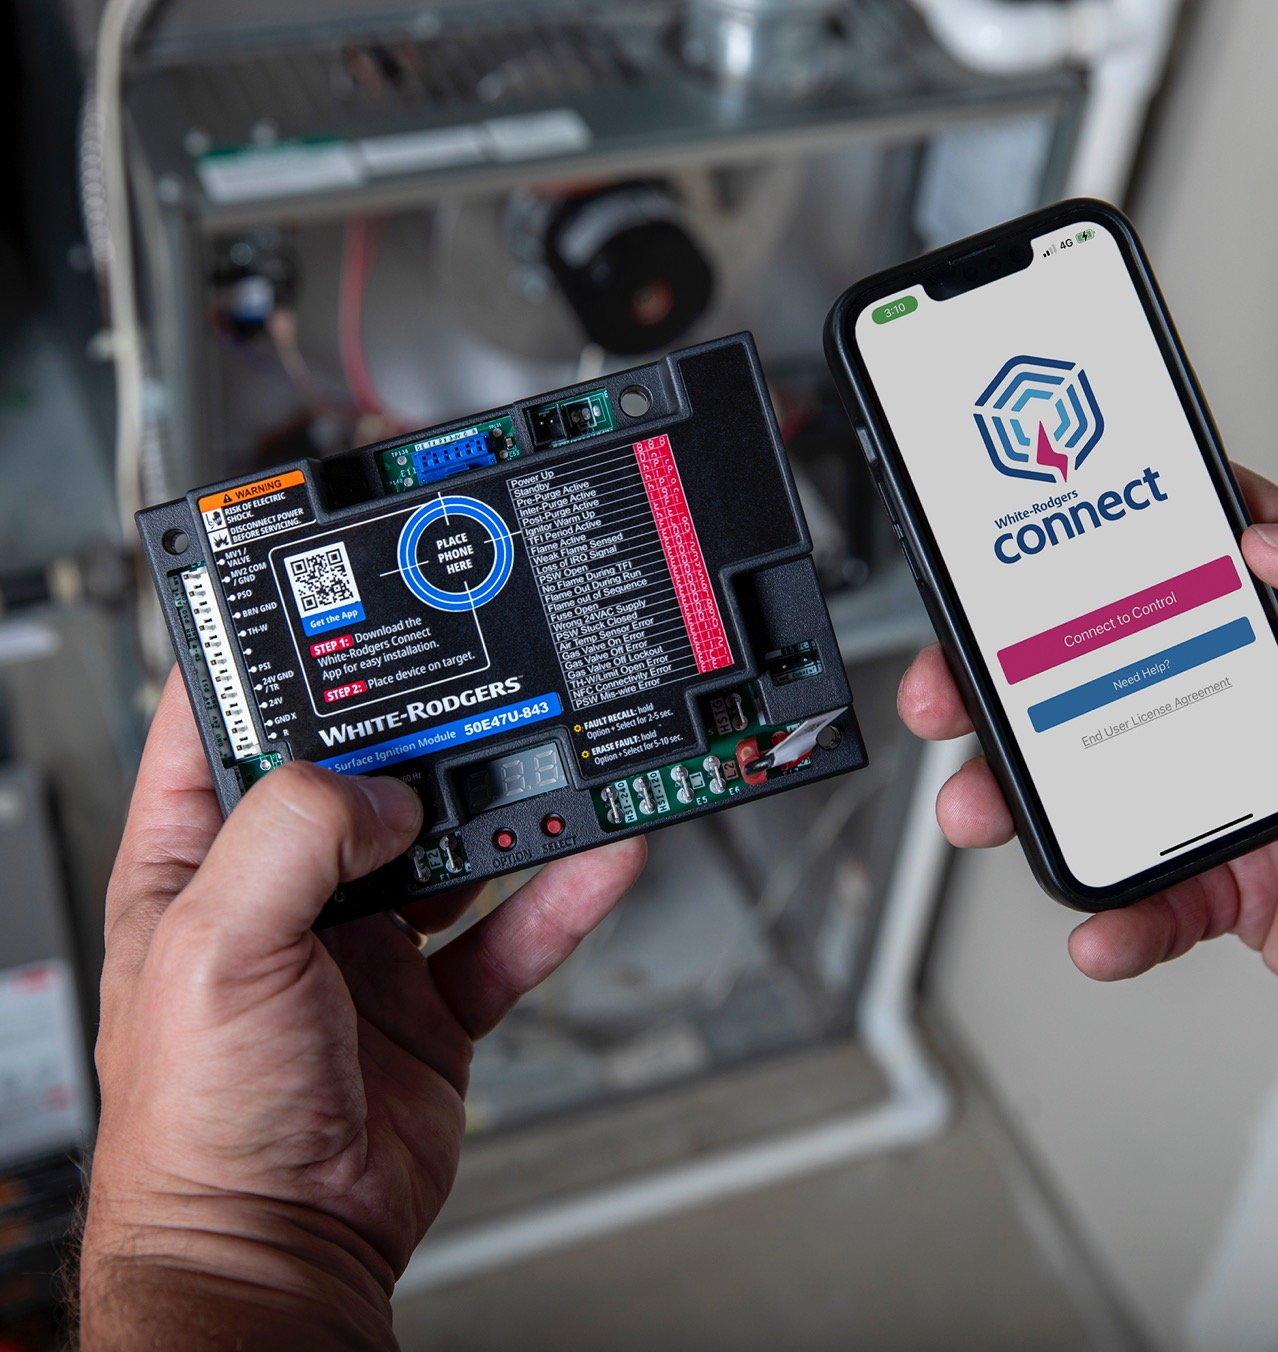 WARNING
RISK OF ELECTRIC
SHOCK.
DISCONNECT POWER
BEFORE SERVICING.
MV1 /
VALVE
MV2 COM
/ GND
PSO
BRN GND
TH-W
PSI
24V GND
/ TR
24V
GND X
R
Get the App
PLACE
PHONE
HERE
STEP 1: Download the
White-Rodgers Connect
App for easy installation.
STEP 2: Place device on target.
WHITE-RODGERS
Surface Ignition Module 50E47U-843
Power Up
Standby
Pre-Purge Active
Inter-Purge Active
Post-Purge Active
Ignitor Warm Up
TFI Period Active
Flame Active
Weak Flame Sensed
Loss of IRQ Signal
PSW Open
No Flame During TFI
Flame Out During Run
Flame out of Sequence
Fuse Open
Wrong 24VAC Supply
PSW Stuck Closed
Air Temp Sensor Error
Gas Valve On Error
Gas Valve Off Error
Gas Valve Off Lockout
TH-W/Limit Open Error
NFC Connectivity Error
PSW Mis-wire Error
FAULT RECALL: hold
Option + Select for 2-5 sec.
ERASE FAULT: hold
Option + Select for 5-10 sec.
OPTION
SELECT
F2
F1
E5
E6
L1
L2
3:10
4G
White-Rodgers
connect
Connect to Control
Need Help?
End User License Agreement